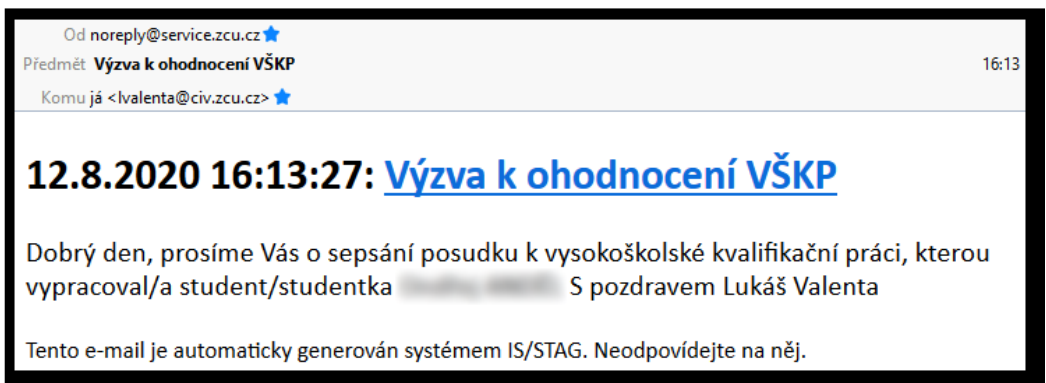 Od noreply@service.zcu.cz
Předmět Výzva k ohodnocení VŠKP 16:13
Komu já <lvalenta@civ.zcu.cz>
12.8.2020 16:13:27: Výzva k ohodnocení VŠKP
Dobrý den, prosíme Vás o sepsání posudku k vysokoškolské kvalifikační práci, kterou
vypracoval/a student/studentka S pozdravem Lukáš Valenta
Tento e-mail je automaticky generován systémem IS/STAG. Neodpovídejte na něj.